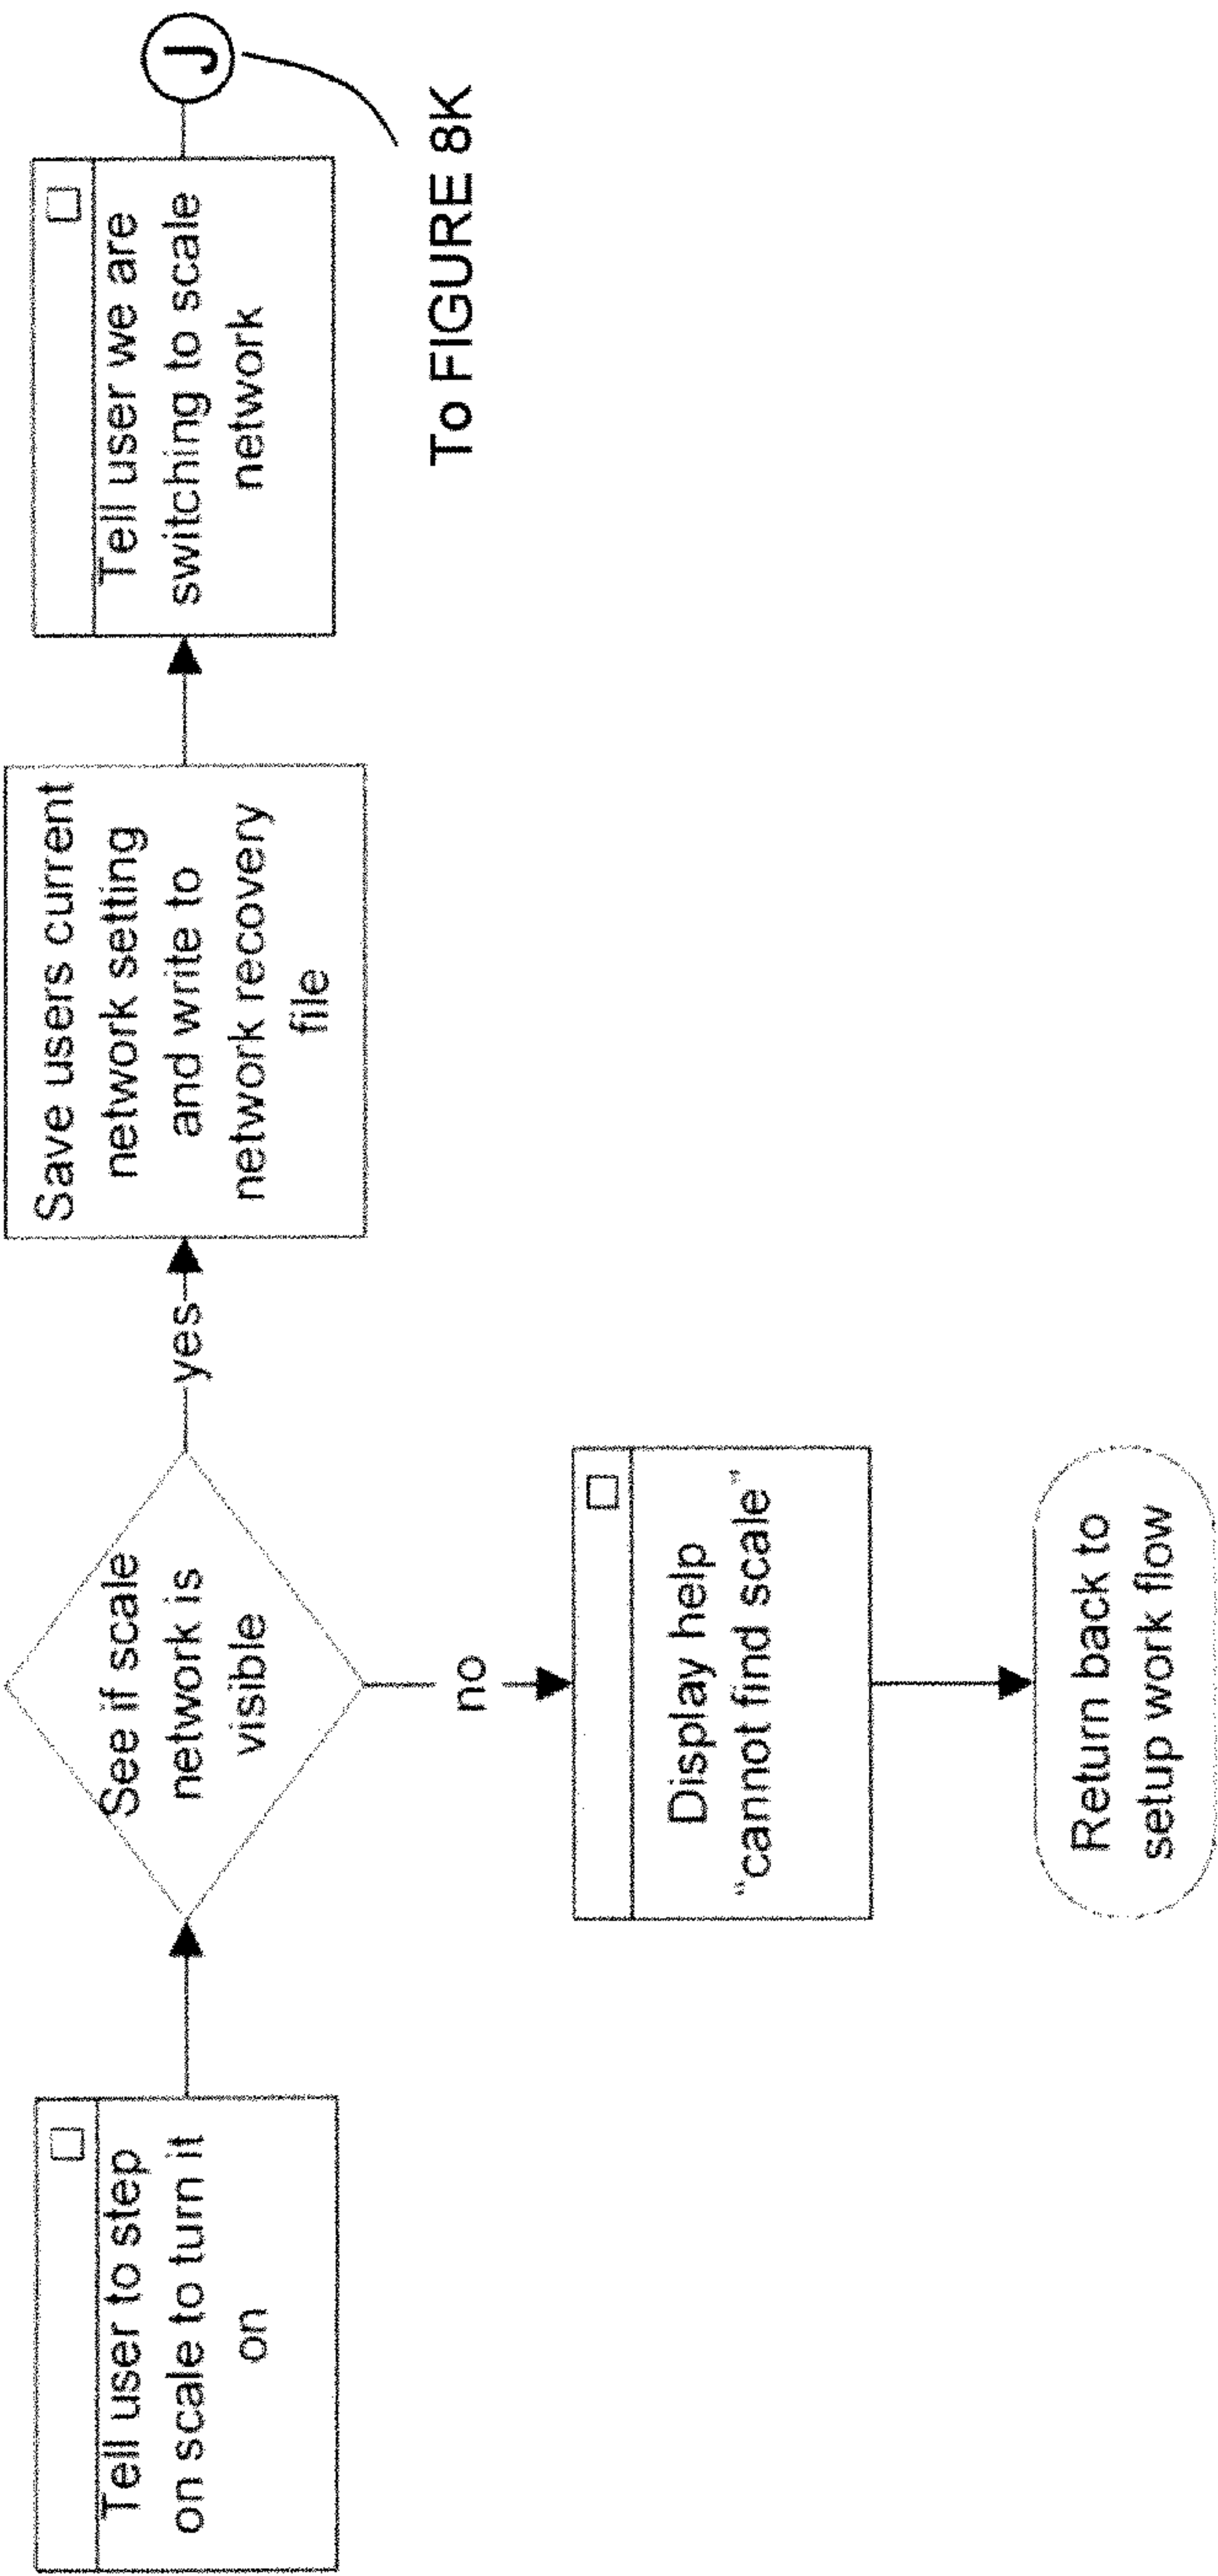 Tell user to step
on scale to turn it
on
See if scale
network is
visible
yes
Save users current
network setting
and write to
network recovery
file
Tell user we are
switching to scale
network
J
To FIGURE 8K
no
Display help
“cannot find scale”
Return back to
setup work flow